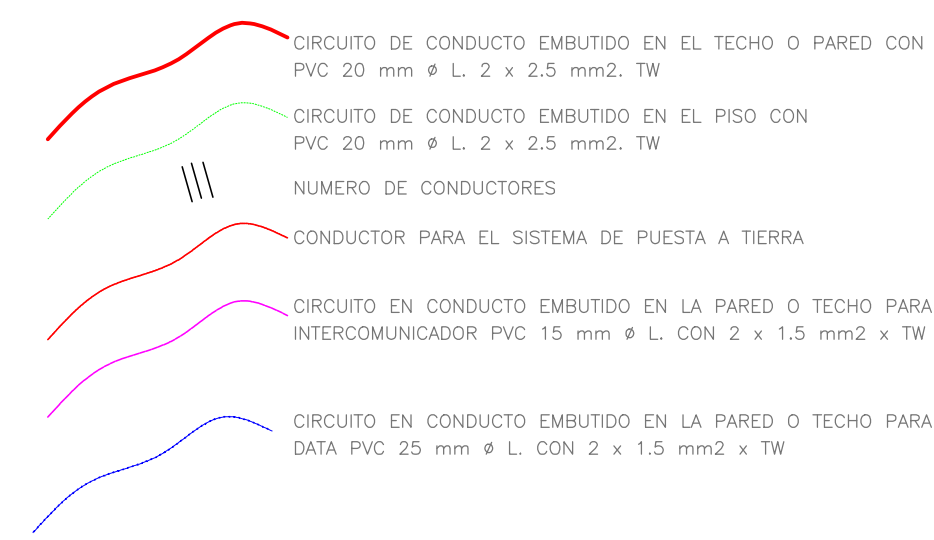 CIRCUITO DE CONDUCTO EMBUTIDO EN EL TECHO O PARED CON
PVC 20 mm ø L. 2 x 2.5 mm2. TW
CIRCUITO DE CONDUCTO EMBUTIDO EN EL PISO CON
PVC 20 mm ø L. 2 x 2.5 mm2. TW
NUMERO DE CONDUCTORES
CONDUCTOR PARA EL SISTEMA DE PUESTA A TIERRA
CIRCUITO EN CONDUCTO EMBUTIDO EN LA PARED O TECHO PARA
INTERCOMUNICADOR PVC 15 mm ø L. CON 2 x 1.5 mm2 x TW
CIRCUITO EN CONDUCTO EMBUTIDO EN LA PARED O TECHO PARA
DATA PVC 25 mm ø L. CON 2 x 1.5 mm2 x TW